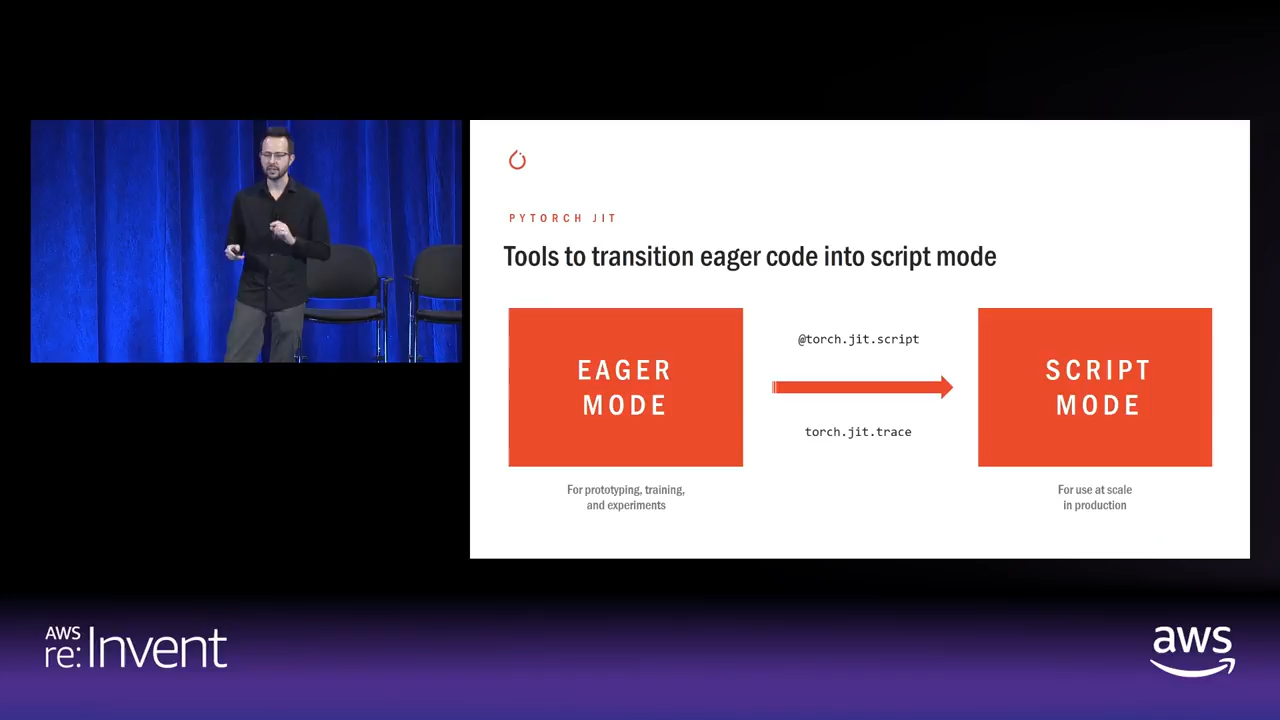 PYTORCH JIT
Tools to transition eager code into script mode
EAGER
MODE
@torch.jit.script
torch.jit.trace
SCRIPT
MODE
For prototyping, training,
and experiments
For use at scale
in production
AWS
re:Invent
aws